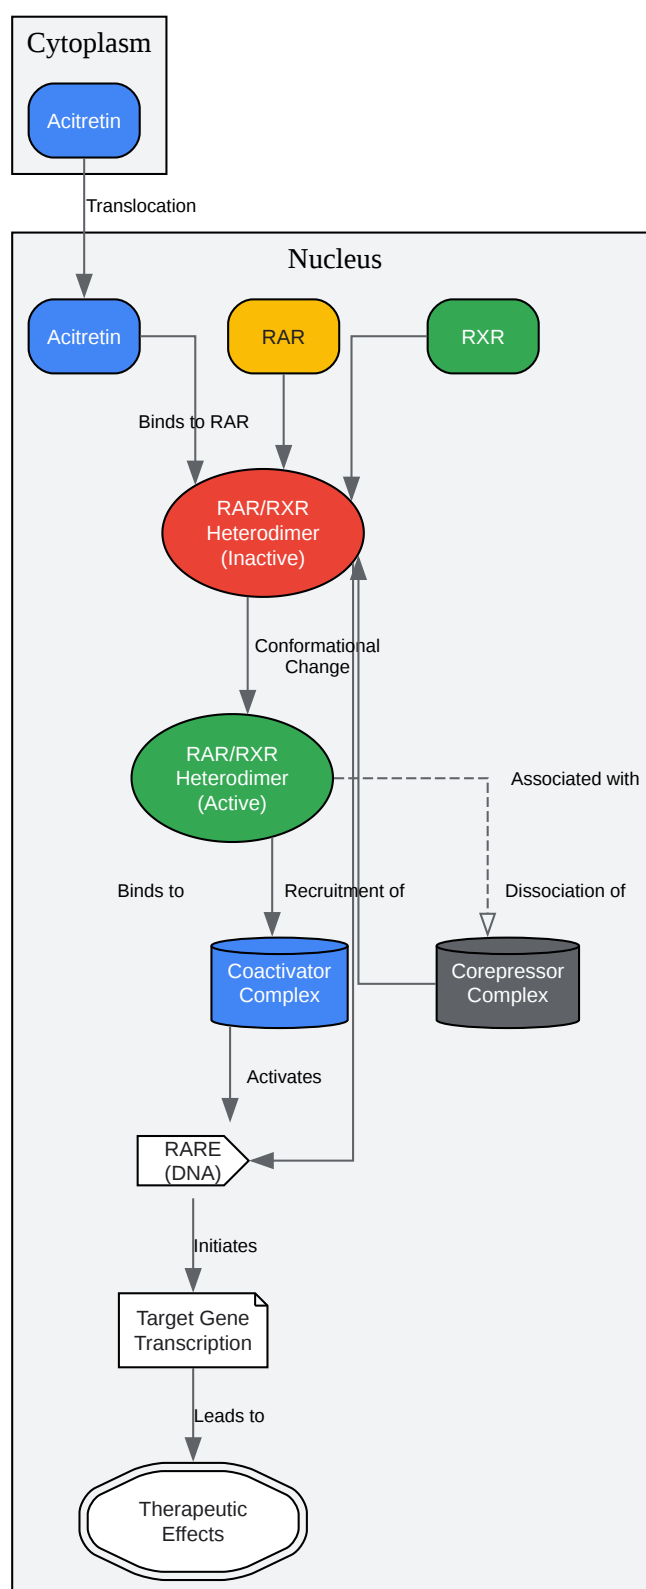 Cytoplasm
Acitretin
Translocation
Nucleus
Acitretin
RAR
RXR
Binds to RAR
RAR/RXR
Heterodimer
(Inactive)
Conformational
Change
RAR/RXR
Heterodimer
(Active)
Associated with
Binds to
Recruitment of
Dissociation of
Coactivator
Complex
Corepressor
Complex
Activates
RARE
(DNA)
Initiates
Target Gene
Transcription
Leads to
Therapeutic
Effects